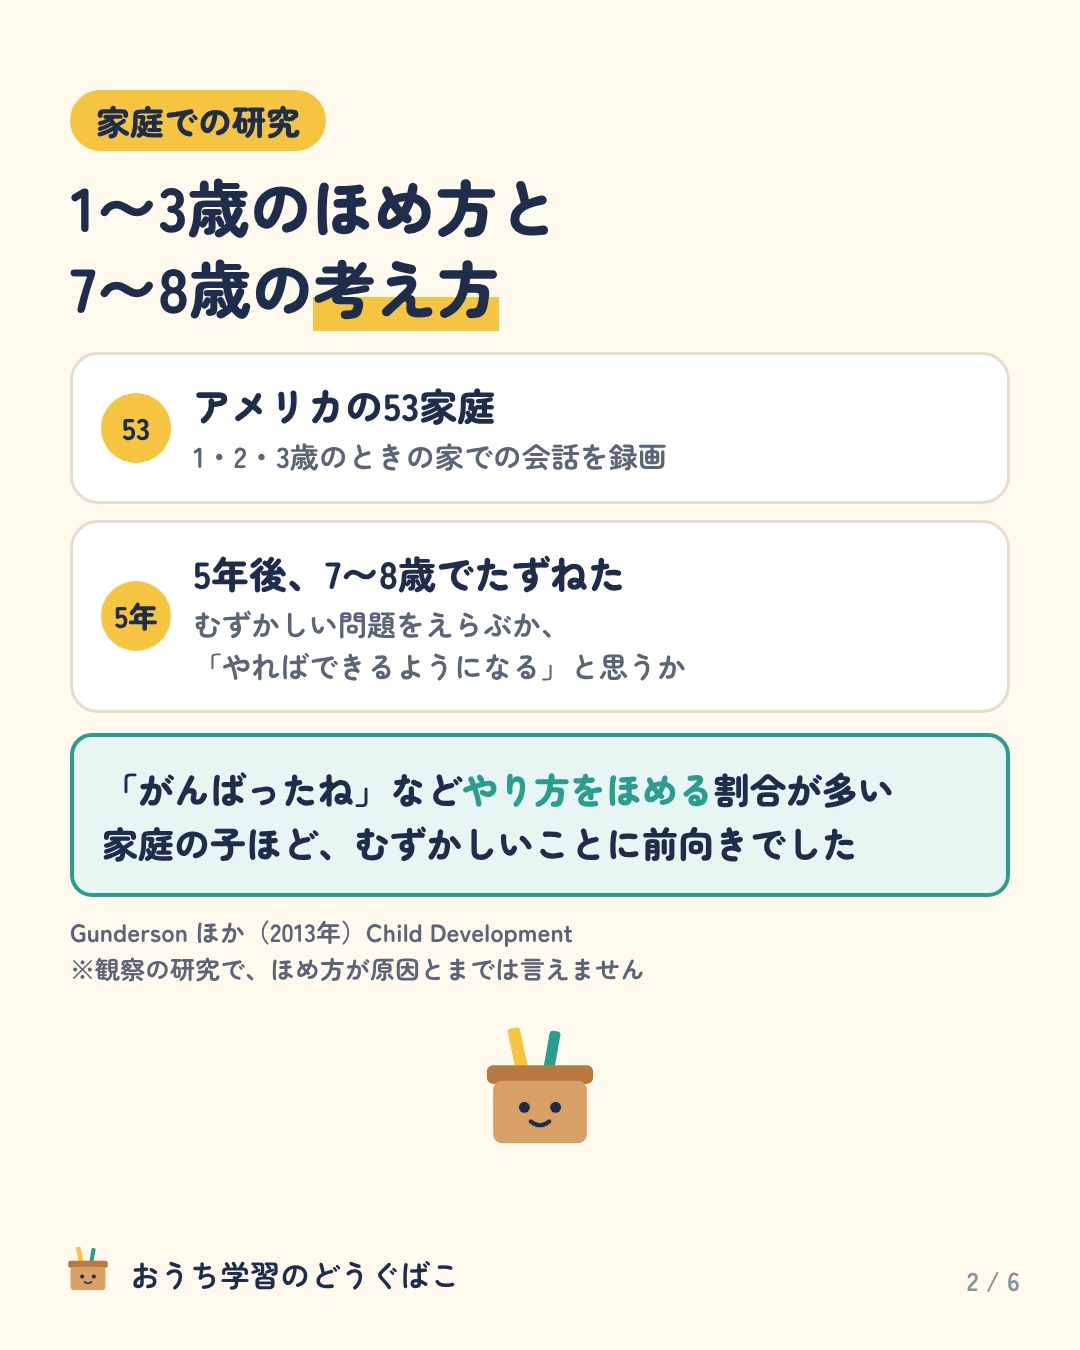 家庭での研究
1〜3歳のほめ方と
7〜8歳の考え方
53
アメリカの53家庭
1・2・3歳のときの家での会話を録画
5年
5年後、7〜8歳でたずねた
むずかしい問題をえらぶか、
「やればできるようになる」と思うか
「がんばったね」などやり方をほめる割合が多い
家庭の子ほど、むずかしいことに前向きでした
Gunderson ほか（2013年）Child Development
※観察の研究で、ほめ方が原因とまでは言えません
おうち学習のどうぐばこ
2 / 6